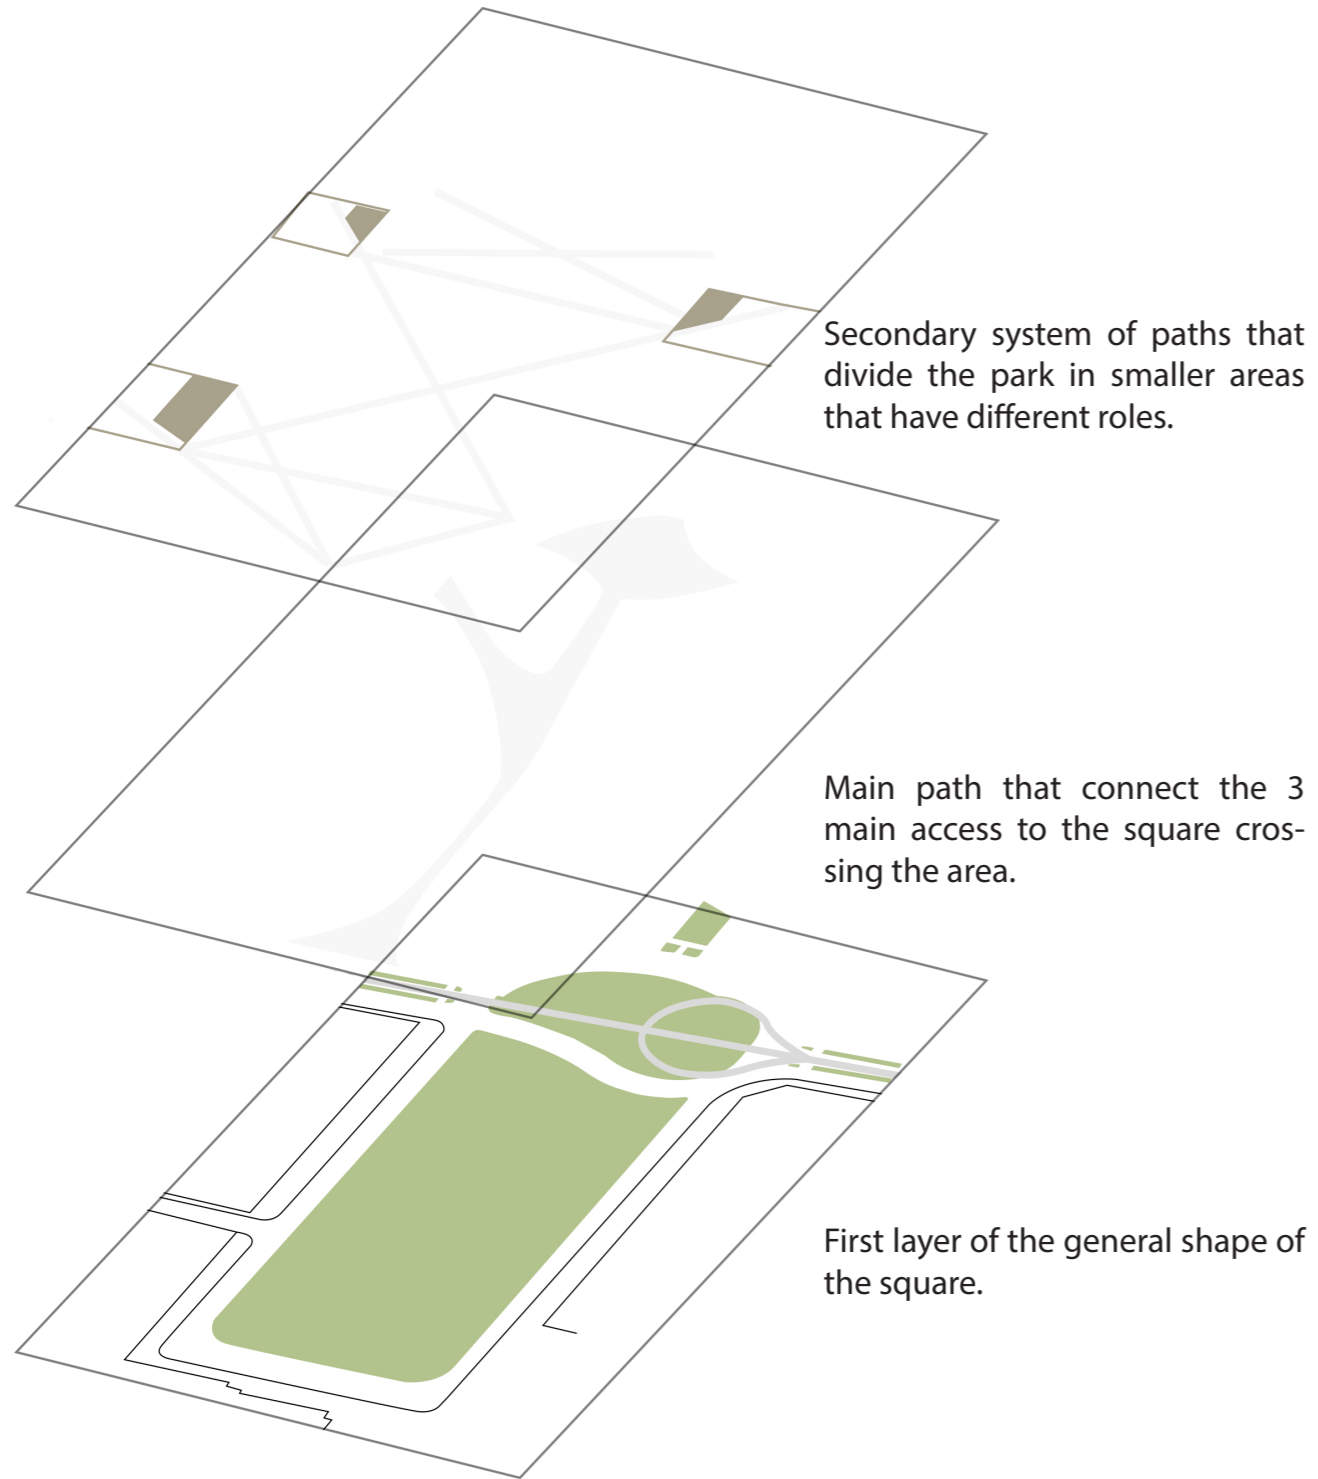 Secondary system of paths that
divide the park in smaller areas
that have different roles.
Main path that connect the 3
main access to the square cros-
sing the area.
First layer of the general shape of
the square.